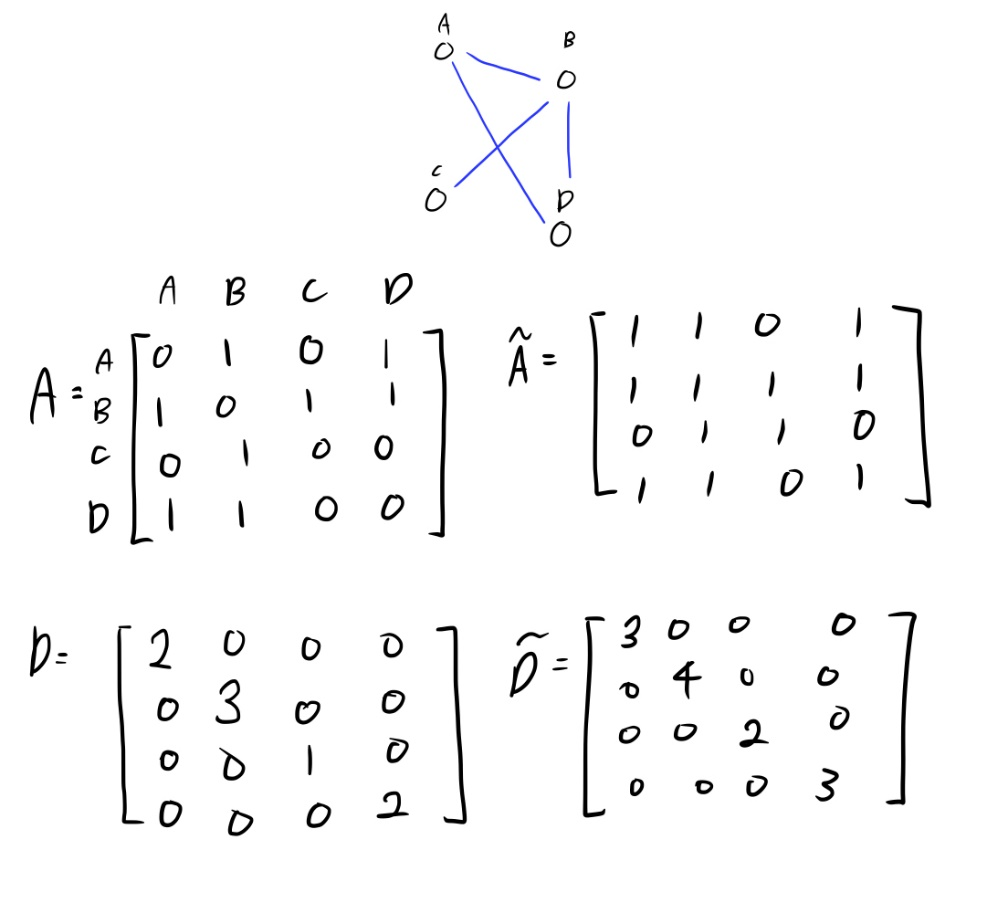 A
B
C
D
A B C D
A = A [0 1 0 1
B 1 0 1 1
C 0 1 0 0
D 1 1 0 0]
Ã = [1 1 0 1
1 1 1 1
0 1 1 0
1 1 0 1]
D = [2 0 0 0
0 3 0 0
0 0 1 0
0 0 0 2]
D̃ = [3 0 0 0
0 4 0 0
0 0 2 0
0 0 0 3]